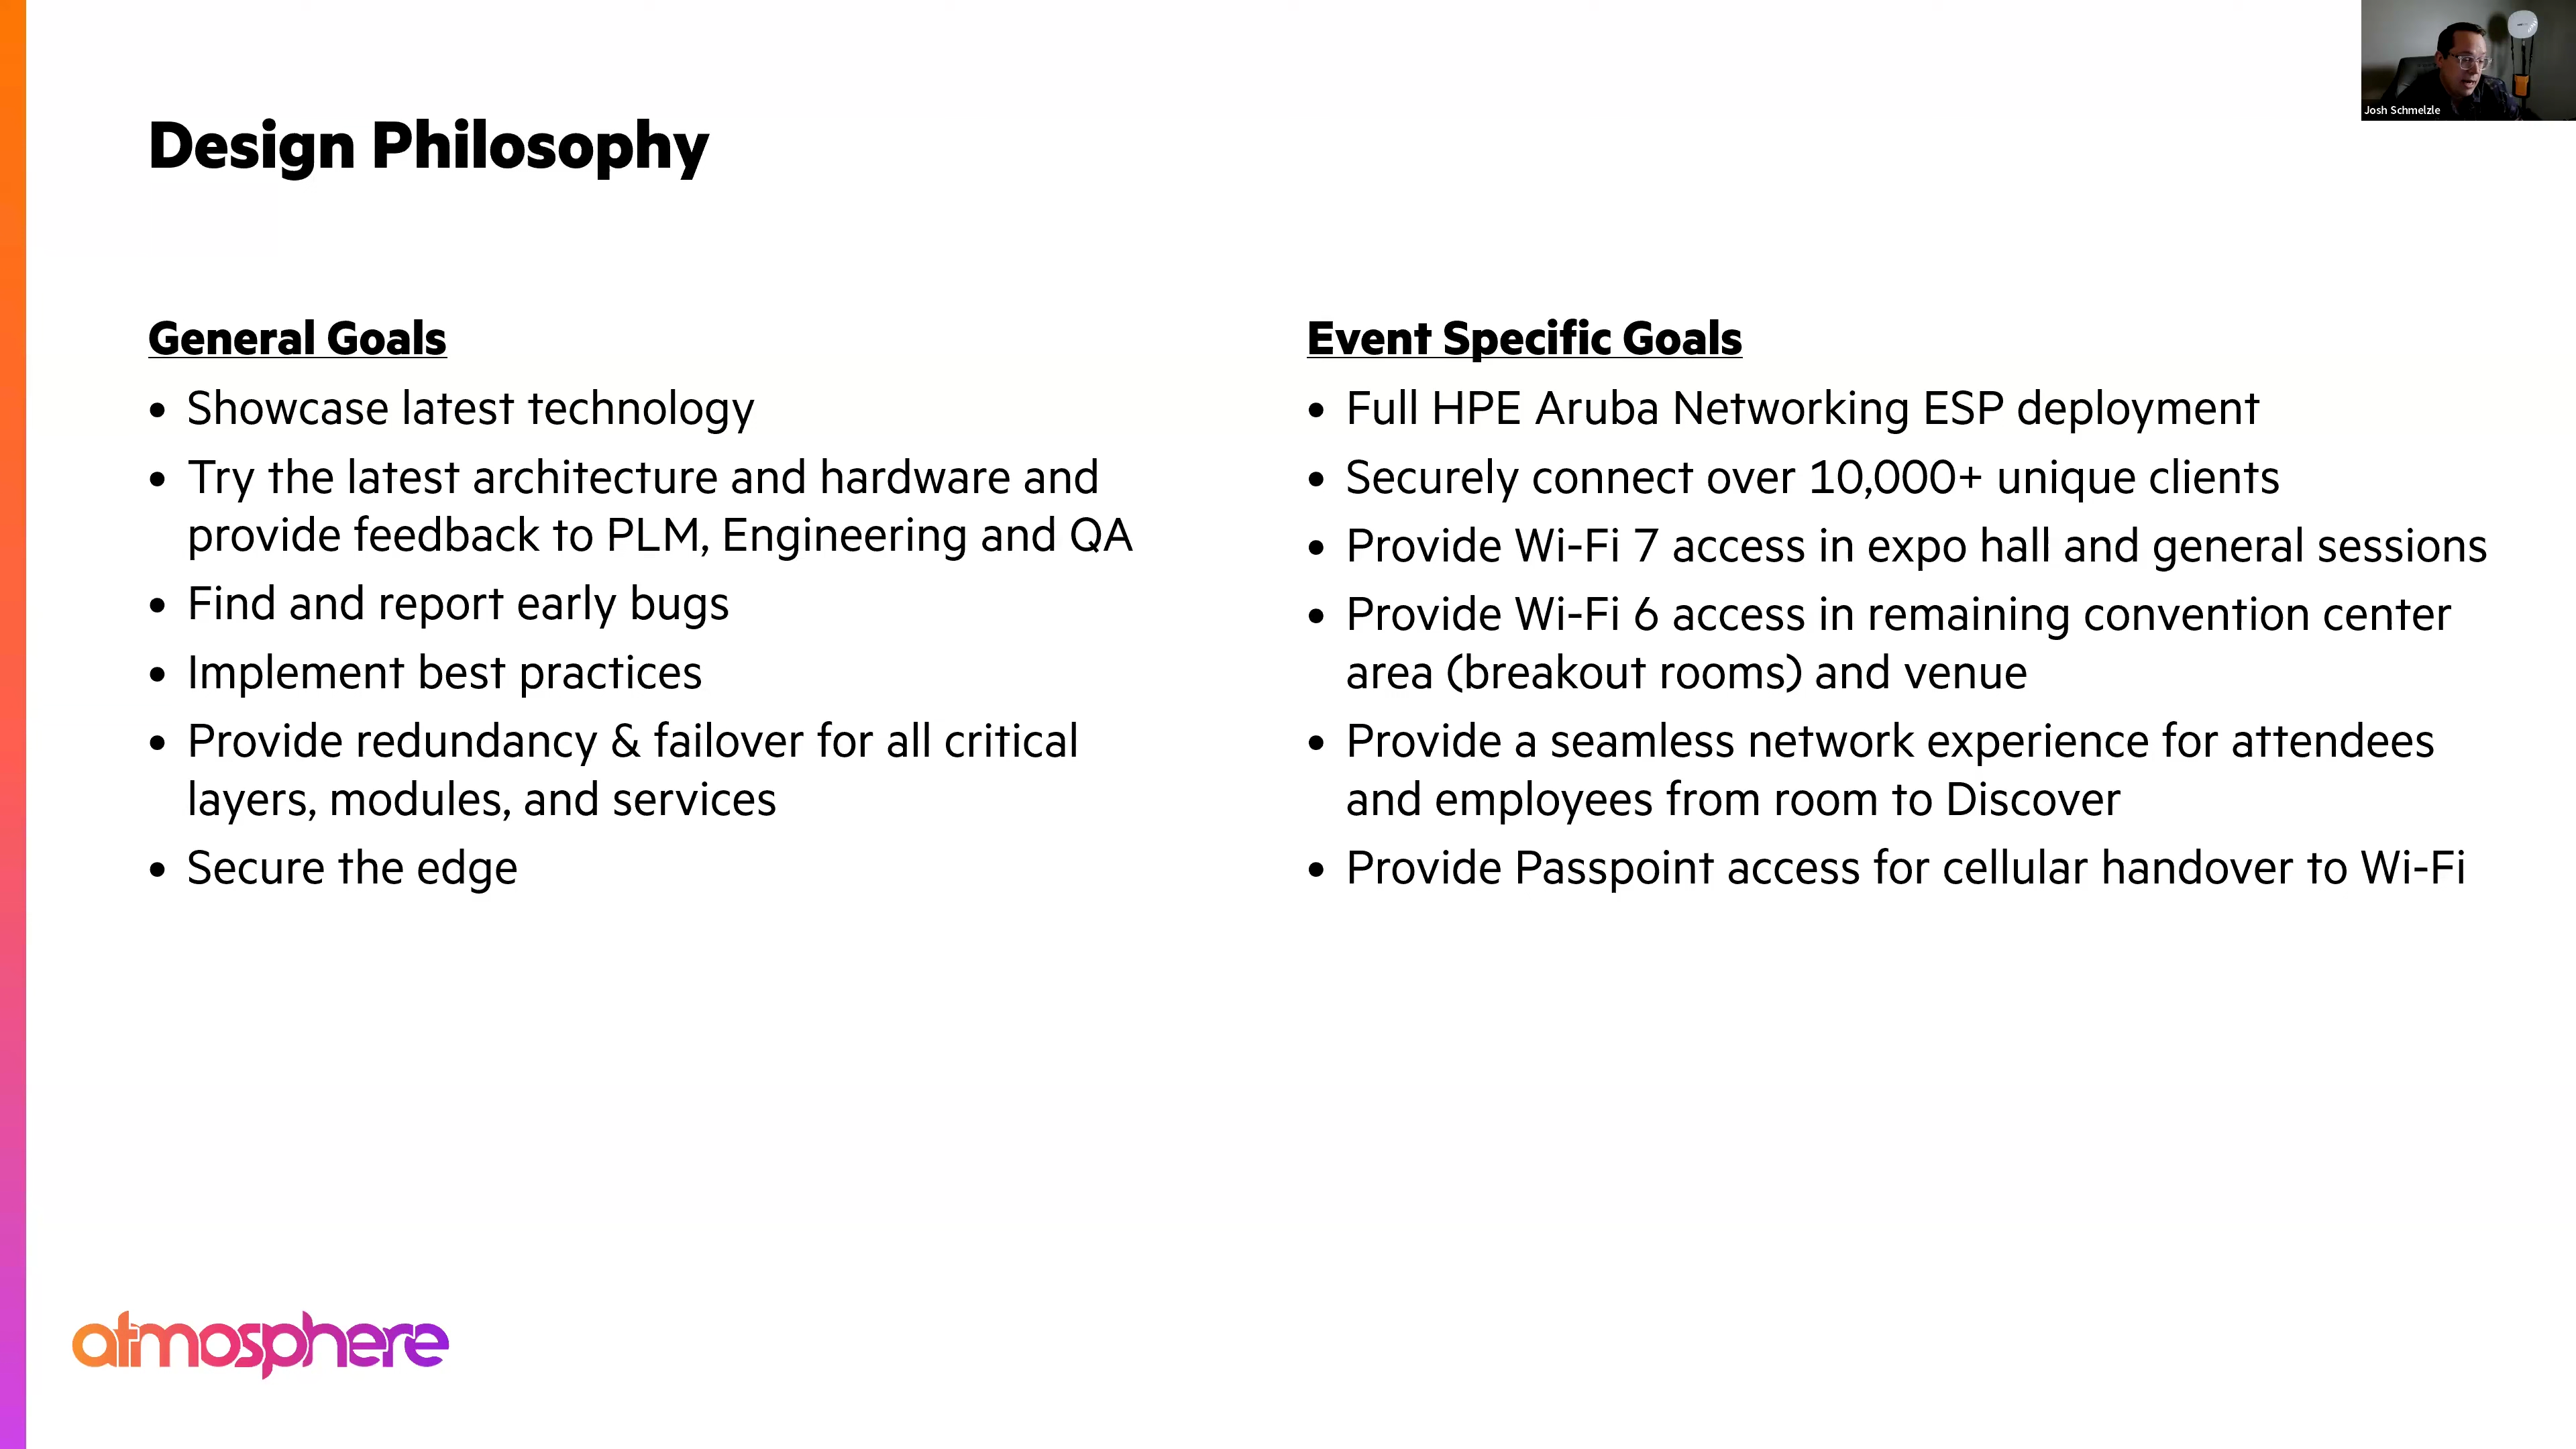 Josh Schmelzle
Design Philosophy
General Goals
• Showcase latest technology
• Try the latest architecture and hardware and
provide feedback to PLM, Engineering and QA
• Find and report early bugs
• Implement best practices
• Provide redundancy & failover for all critical
layers, modules, and services
• Secure the edge
Event Specific Goals
• Full HPE Aruba Networking ESP deployment
• Securely connect over 10,000+ unique clients
• Provide Wi-Fi 7 access in expo hall and general sessions
• Provide Wi-Fi 6 access in remaining convention center
area (breakout rooms) and venue
• Provide a seamless network experience for attendees
and employees from room to Discover
• Provide Passpoint access for cellular handover to Wi-Fi
atmosphere